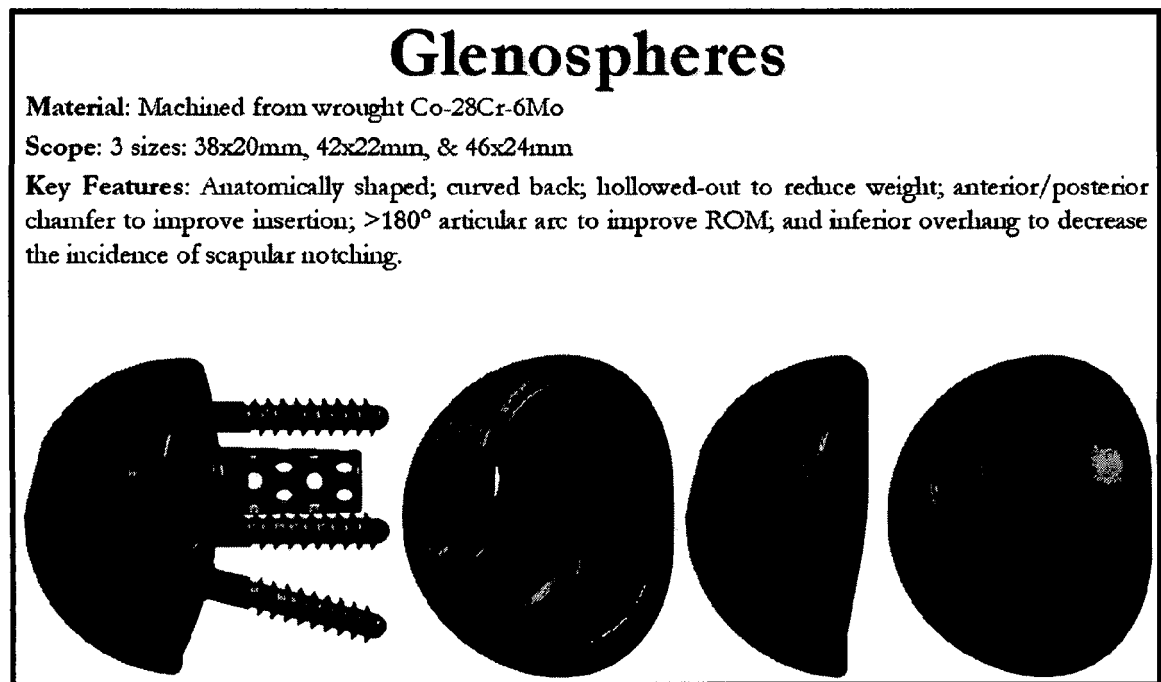 Glenospheres
Material: Machined from wrought Co-28Cr-6Mo
Scope: 3 sizes: 38x20mm, 42x22mm, & 46x24mm
Key Features: Anatomically shaped; curved back; hollowed-out to reduce weight; anterior/posterior
chamfer to improve insertion; >180° articular arc to improve ROM; and inferior overhang to decrease
the incidence of scapular notching.